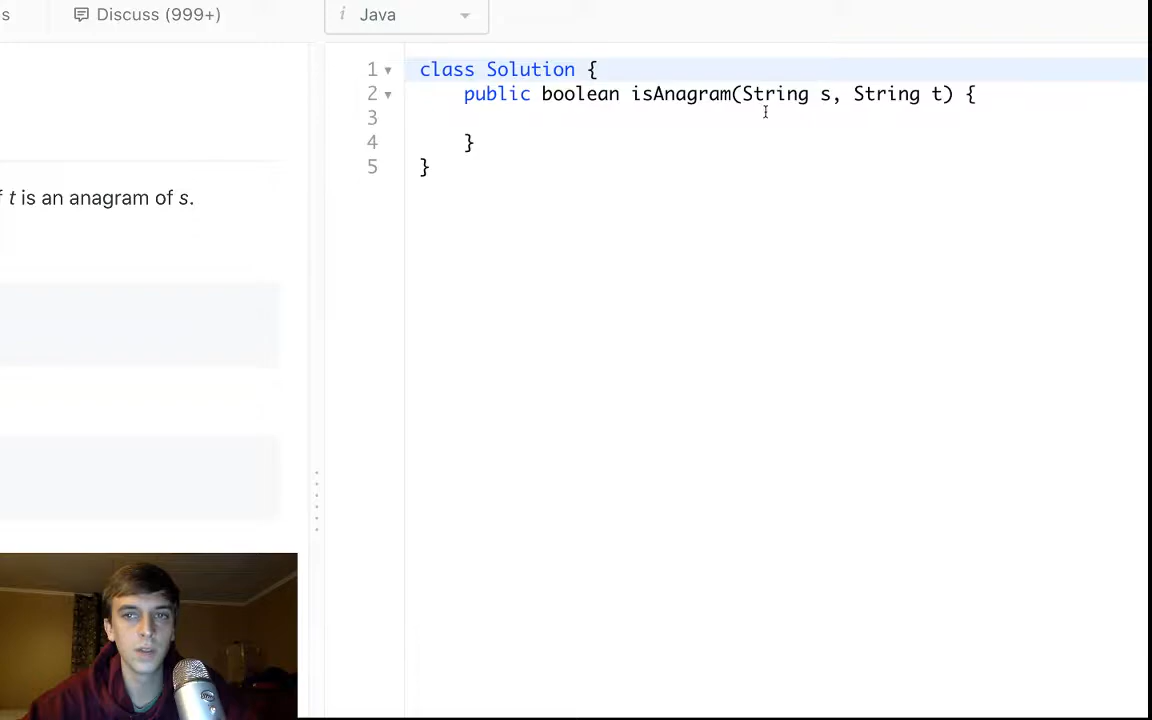 s
Discuss (999+)
i Java
1 class Solution {
2 public boolean isAnagram(String s, String t) {
3
4 }
5 }
t is an anagram of s.